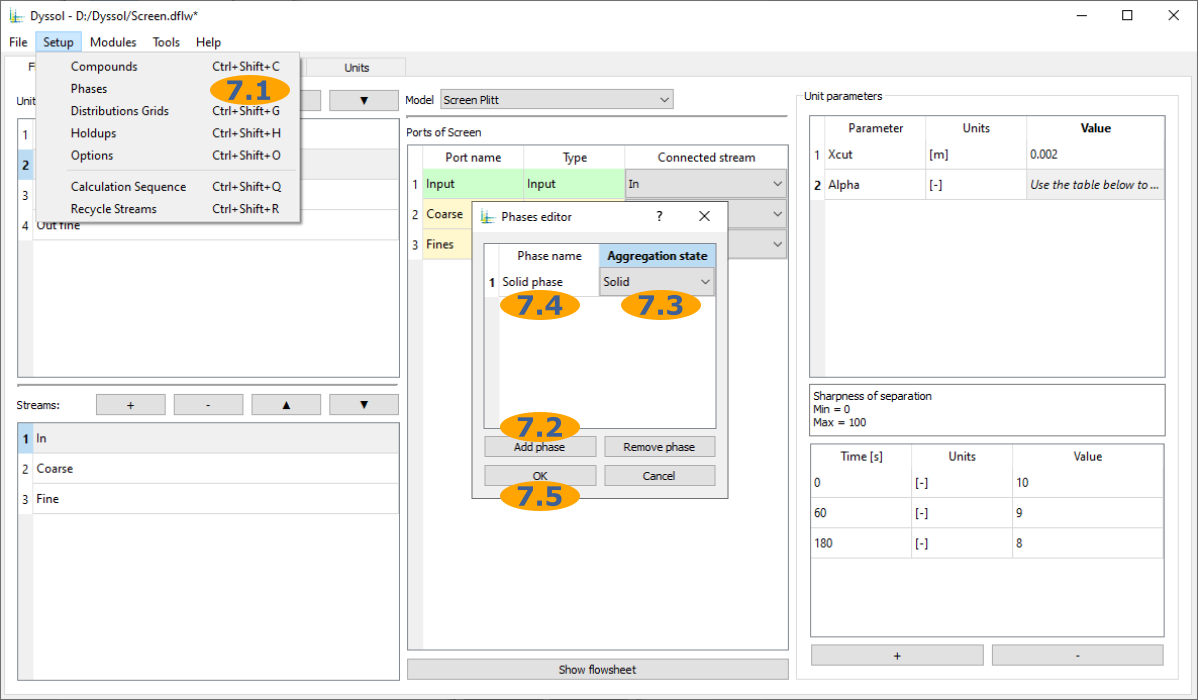 Dyssol - D:/Dyssol/Screen.dflw*
File Setup Modules Tools Help
Compounds Ctrl+Shift+C
Phases 7.1
Distributions Grids Ctrl+Shift+G
Holdups Ctrl+Shift+H
Options Ctrl+Shift+O
Calculation Sequence Ctrl+Shift+Q
Recycle Streams Ctrl+Shift+R
Units
▼
1
2
3
4 Out fine
Streams: + - ▲ ▼
1 In
2 Coarse
3 Fine
Model Screen Plitt
Ports of Screen
Port name Type Connected stream
1 Input Input In
2 Coarse
3 Fines
Phases editor ?
Phase name Aggregation state
1 Solid phase Solid
7.4 7.3
7.2
Add phase Remove phase
OK Cancel
7.5
Show flowsheet
Unit parameters
Parameter Units Value
1 Xcut [m] 0.002
2 Alpha [-] Use the table below to ...
Sharpness of separation
Min = 0
Max = 100
Time [s] Units Value
0 [-] 10
60 [-] 9
180 [-] 8
+ -